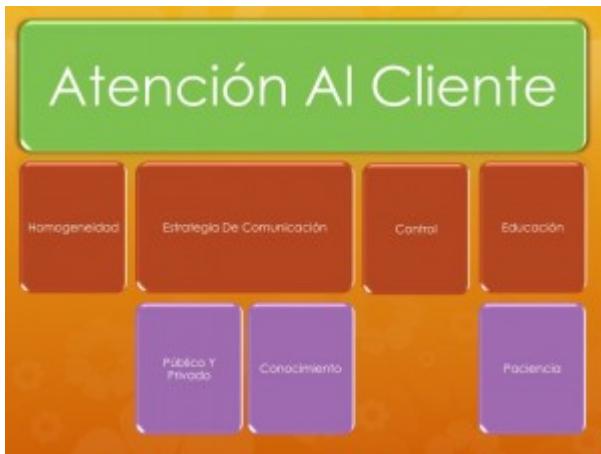 Atención Al Cliente
Homogeneidad
Estrategia De Comunicación
Control
Educación
Público Y
Privado
Conocimiento
Paciencia